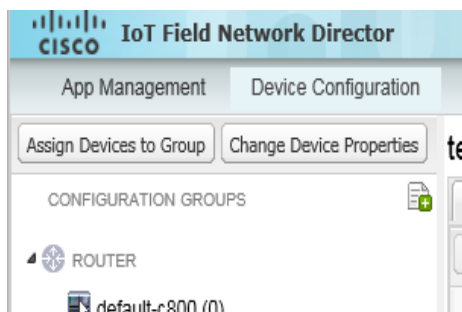 CISCO IoT Field Network Director
App Management Device Configuration
Assign Devices to Group Change Device Properties te
CONFIGURATION GROUPS
ROUTER
default-c800 (0)